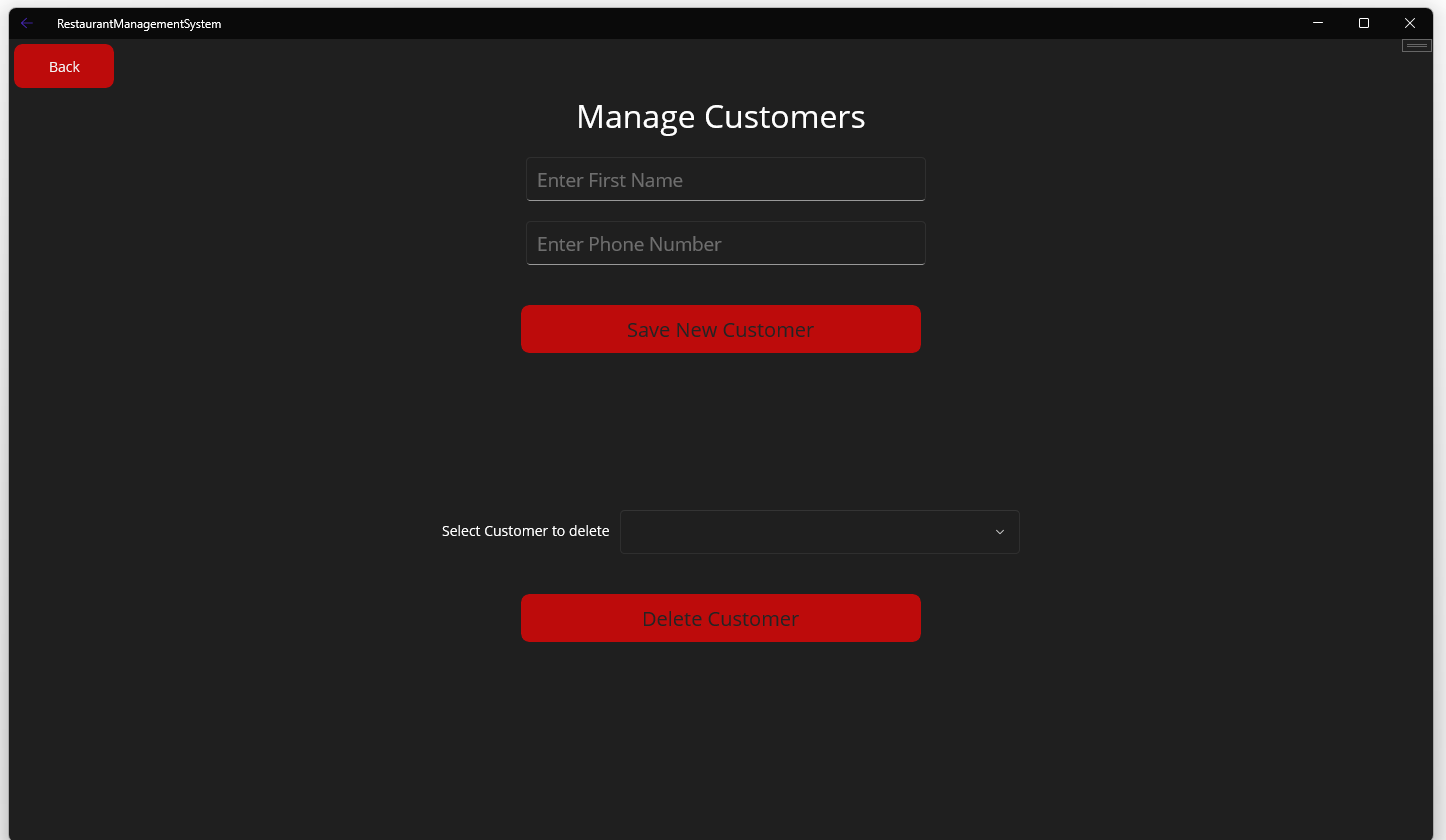 RestaurantManagementSystem
Back
Manage Customers
Enter First Name
Enter Phone Number
Save New Customer
Select Customer to delete
Delete Customer